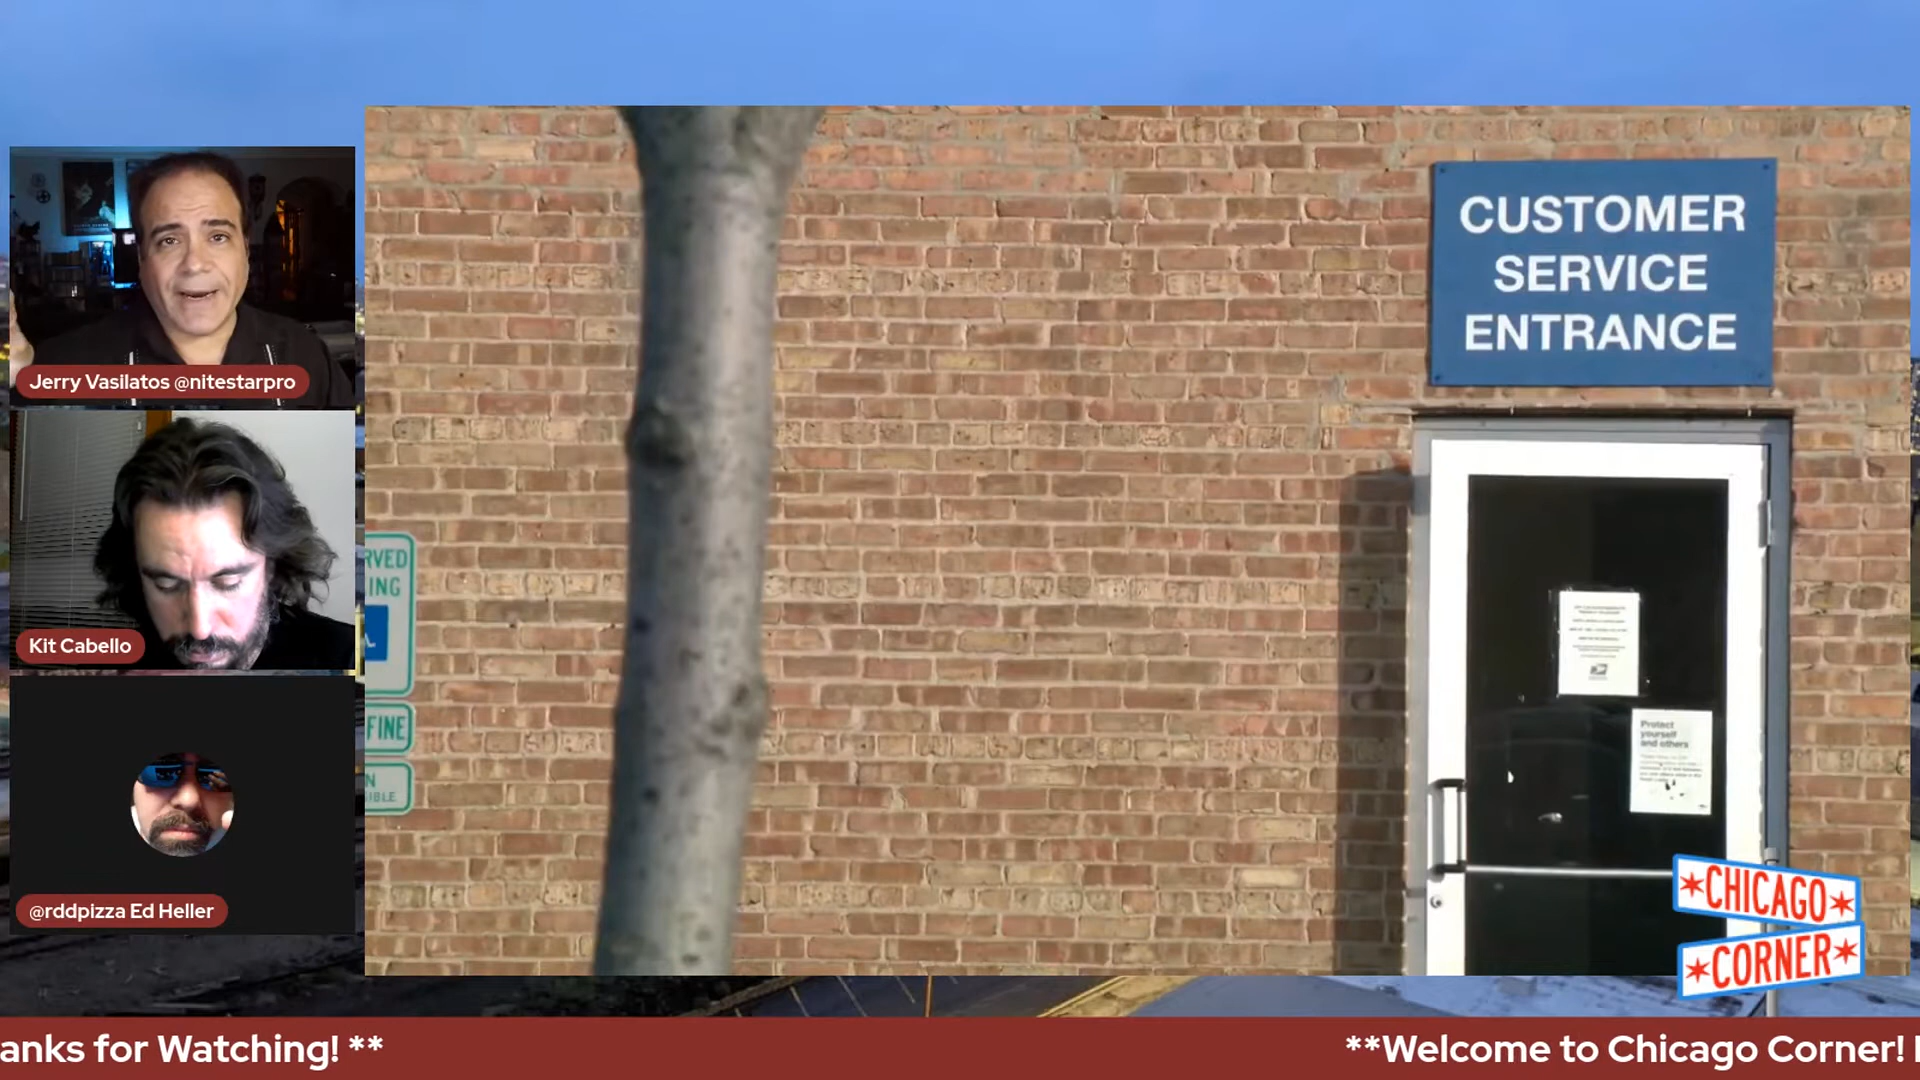 CUSTOMER
SERVICE
ENTRANCE
Jerry Vasilatos @nitestarpro
Kit Cabello
@rddpizza Ed Heller
RVED
ING
FINE
N
IBLE
Protect
yourself
and others
CHICAGO
CORNER
anks for Watching! **
**Welcome to Chicago Corner!